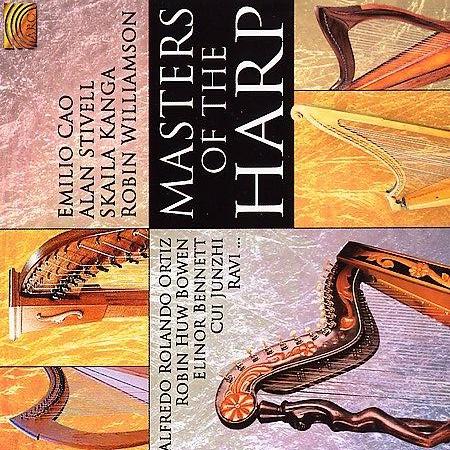 ARC
EMILIO CAO
ALAN STIVELL
SKAILA KANGA
ROBIN WILLIAMSON
MASTERS
OF THE
HARP
ALFREDO ROLANDO ORTIZ
ROBIN HUW BOWEN
ELINOR BENNETT
CUI JUNZHI
RAVI ...